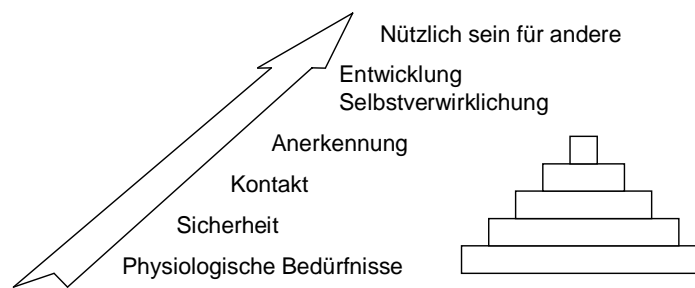 Nützlich sein für andere
Entwicklung
Selbstverwirklichung
Anerkennung
Kontakt
Sicherheit
Physiologische Bedürfnisse